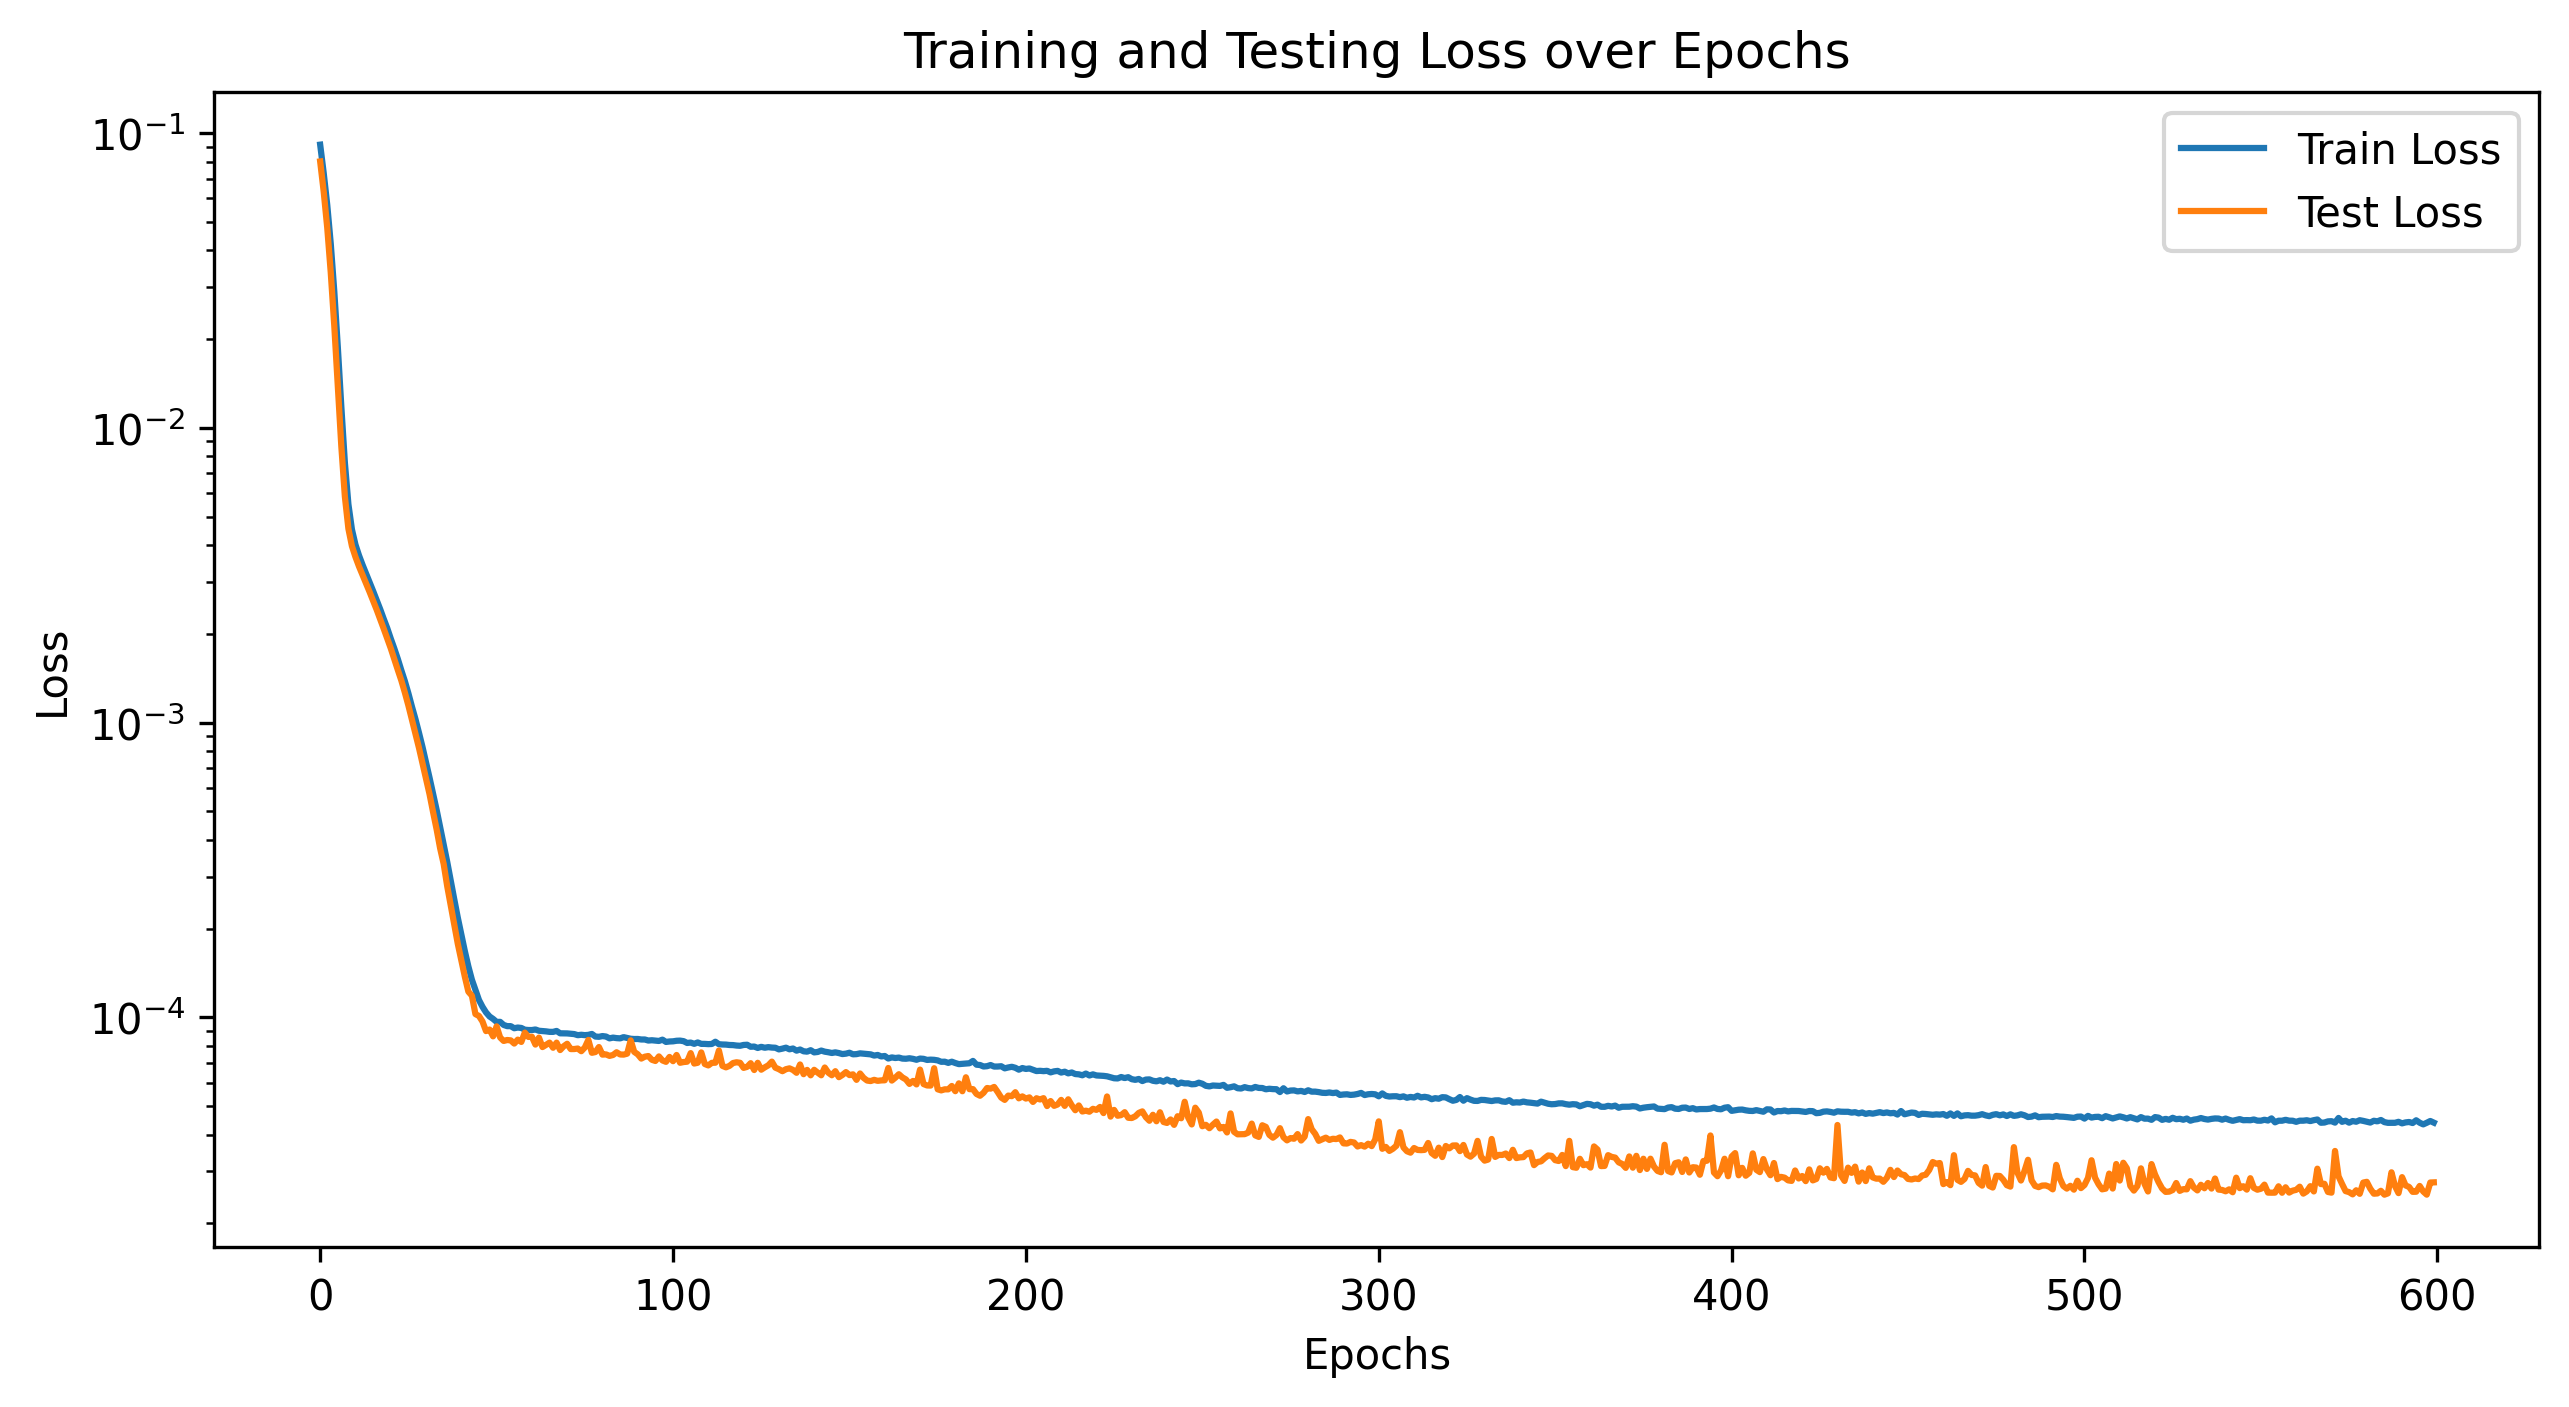 Training and Testing Loss over Epochs
Train Loss
Test Loss
Loss
10⁻¹
10⁻²
10⁻³
10⁻⁴
0 100 200 300 400 500 600
Epochs